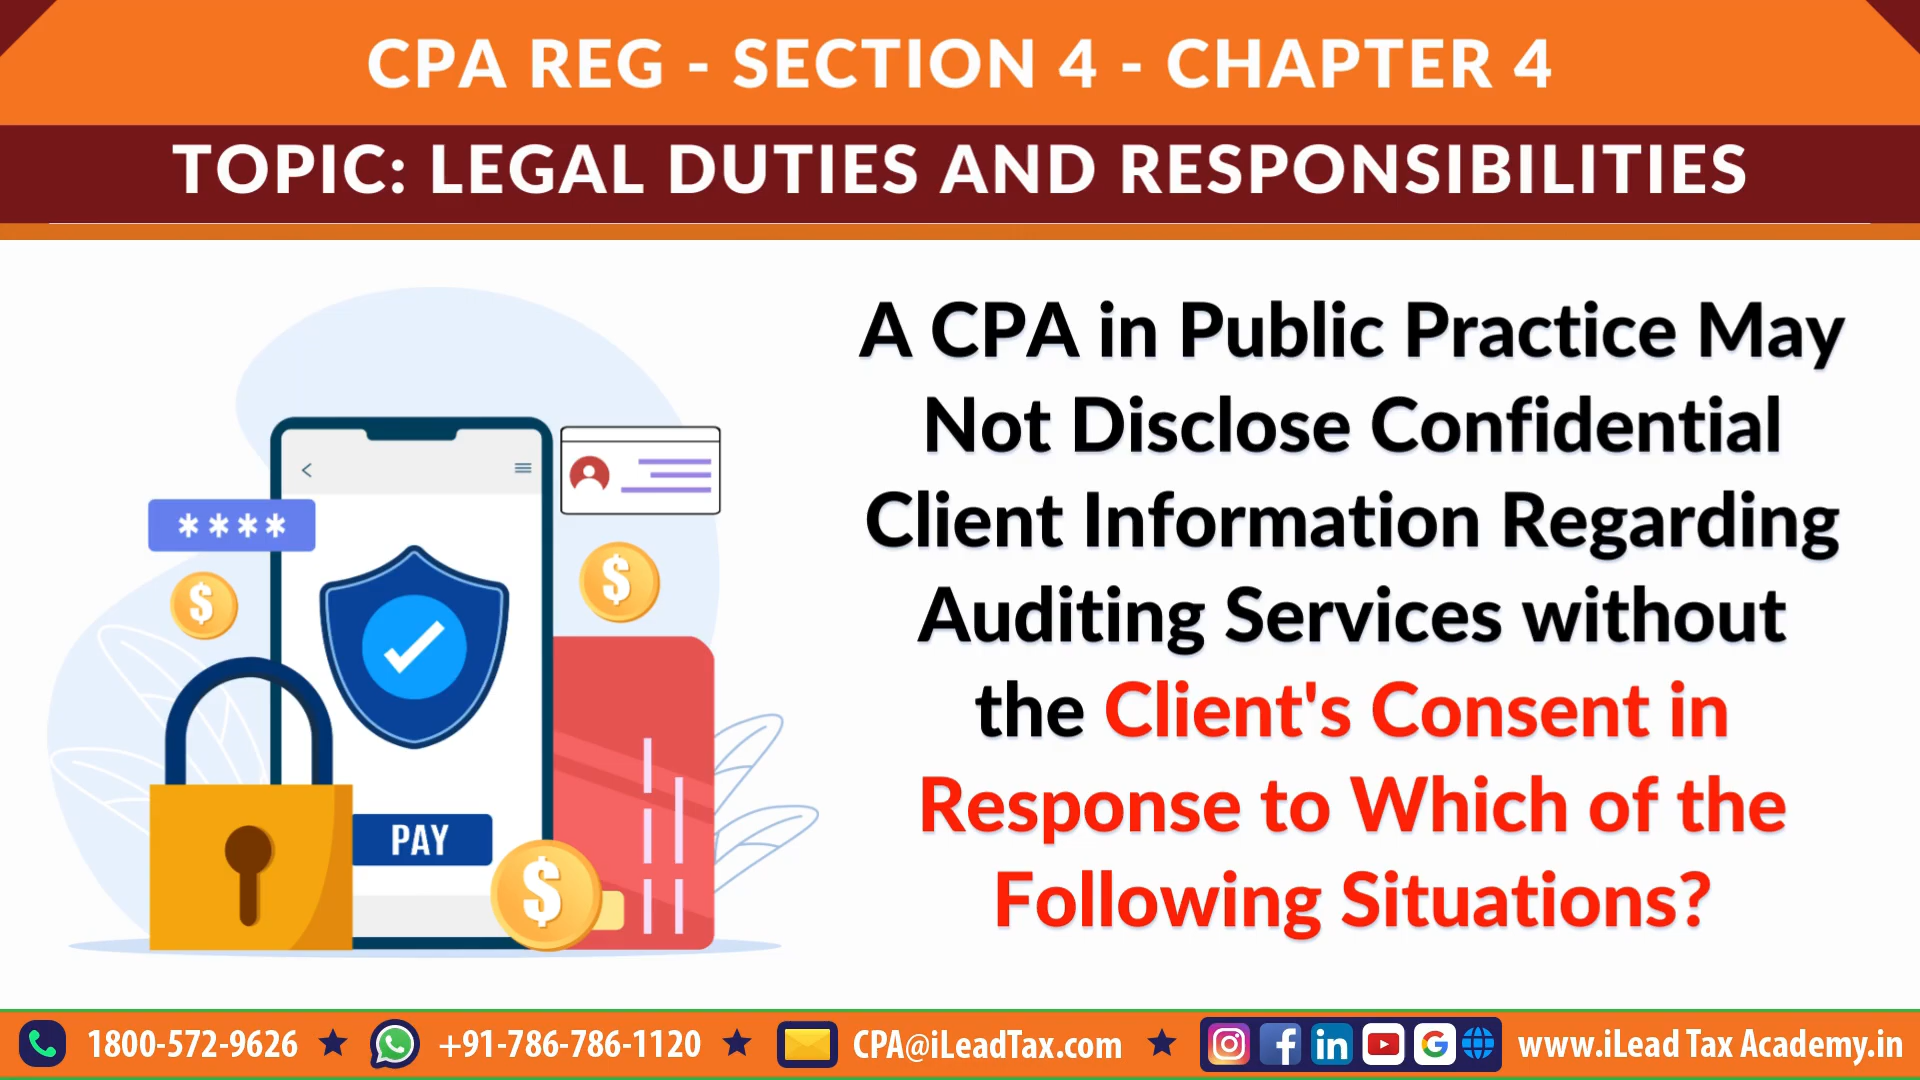 CPA REG - SECTION 4 - CHAPTER 4
TOPIC: LEGAL DUTIES AND RESPONSIBILITIES
A CPA in Public Practice May
Not Disclose Confidential
Client Information Regarding
Auditing Services without
the Client's Consent in
Response to Which of the
Following Situations?
****
$
$
PAY
$
1800-572-9626
+91-786-786-1120
CPA@iLeadTax.com
www.iLead Tax Academy.in